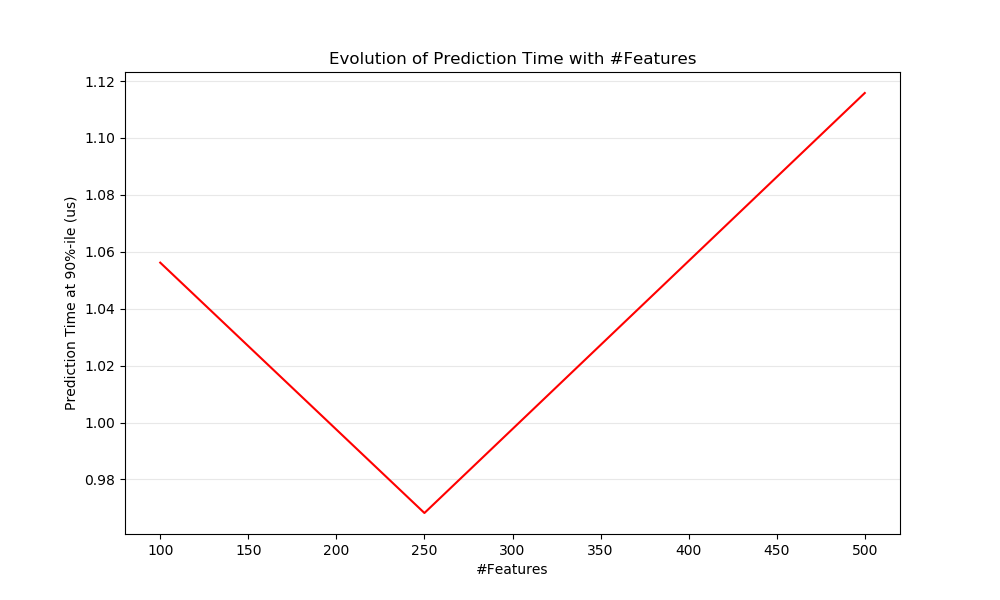 Evolution of Prediction Time with #Features
Prediction Time at 90%-ile (us)
1.12
1.10
1.08
1.06
1.04
1.02
1.00
0.98
100 150 200 250 300 350 400 450 500
#Features